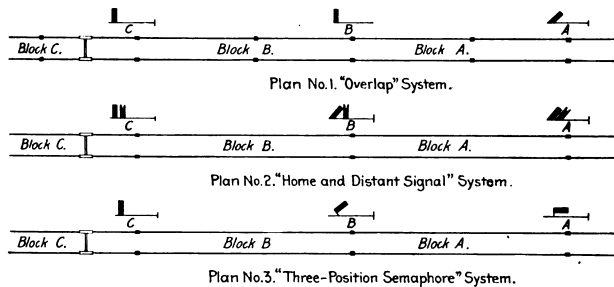 C B A
Block C. Block B. Block A.
Plan No.1. "Overlap" System.
C B A
Block C. Block B. Block A.
Plan No.2. "Home and Distant Signal" System.
C B A
Block C. Block B Block A.
Plan No.3. "Three-Position Semaphore" System.